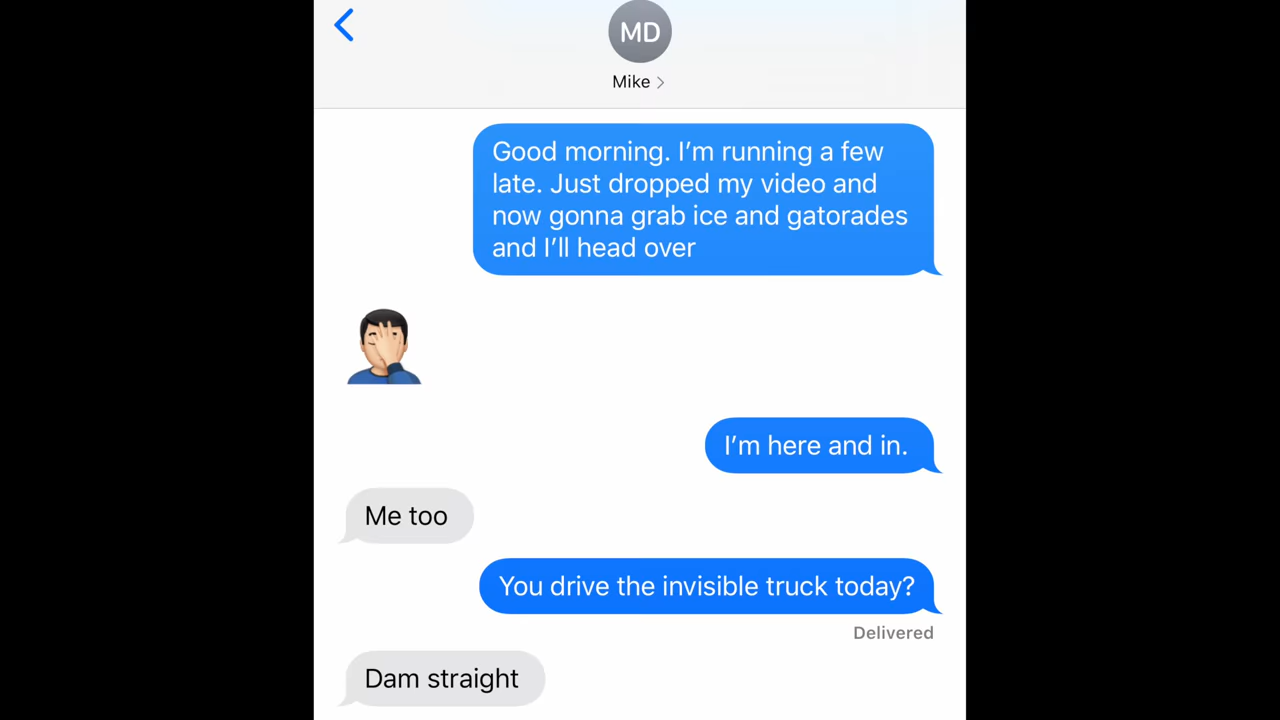 MD
Mike
Good morning. I’m running a few
late. Just dropped my video and
now gonna grab ice and gatorades
and I’ll head over
I’m here and in.
Me too
You drive the invisible truck today?
Delivered
Dam straight